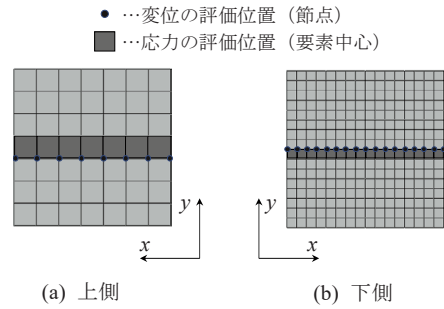 ● …変位の評価位置（節点）
■ …応力の評価位置（要素中心）
y
x
y
x
(a) 上側
(b) 下側